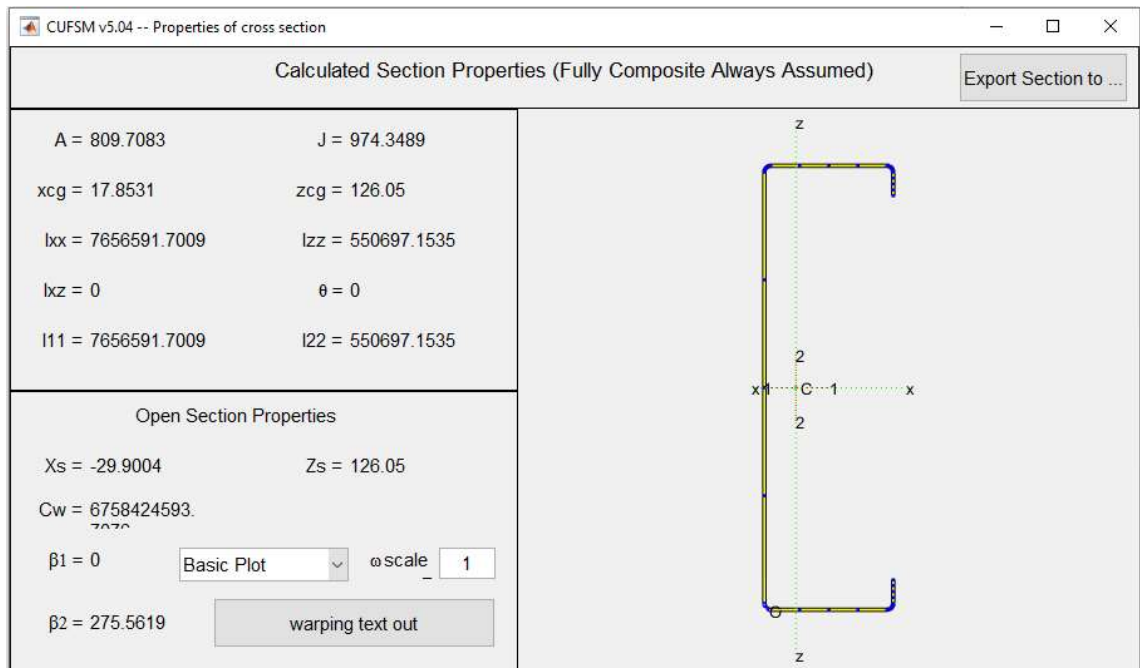 CUFSM v5.04 -- Properties of cross section
Calculated Section Properties (Fully Composite Always Assumed)
Export Section to ...
A = 809.7083 J = 974.3489
xcg = 17.8531 zcg = 126.05
Ixx = 7656591.7009 Izz = 550697.1535
Ixz = 0 θ = 0
I11 = 7656591.7009 I22 = 550697.1535
Open Section Properties
Xs = -29.9004 Zs = 126.05
Cw = 6758424593.
β1 = 0 Basic Plot ω scale_ 1
β2 = 275.5619 warping text out
z
2
x 1 C 1 x
2
O
z